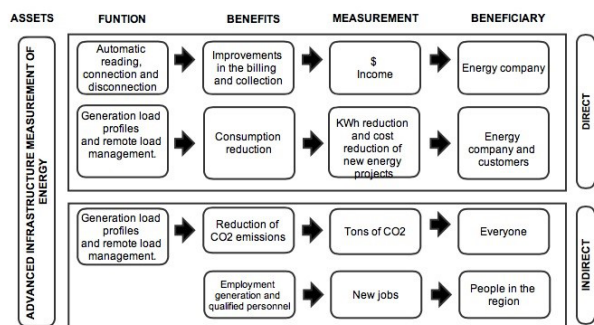 ASSETS
FUNTION
BENEFITS
MEASUREMENT
BENEFICIARY
ADVANCED INFRASTRUCTURE MEASUREMENT OF
ENERGY
Automatic
reading,
connection and
disconnection
Improvements
in the billing
and collection
$
Income
Energy company
Generation load
profiles
and remote load
management.
Consumption
reduction
KWh reduction
and cost
reduction of
new energy
projects
Energy
company and
customers
DIRECT
Generation load
profiles
and remote load
management.
Reduction of
CO2 emissions
Tons of CO2
Everyone
Employment
generation and
qualified personnel
New jobs
People in the
region
INDIRECT